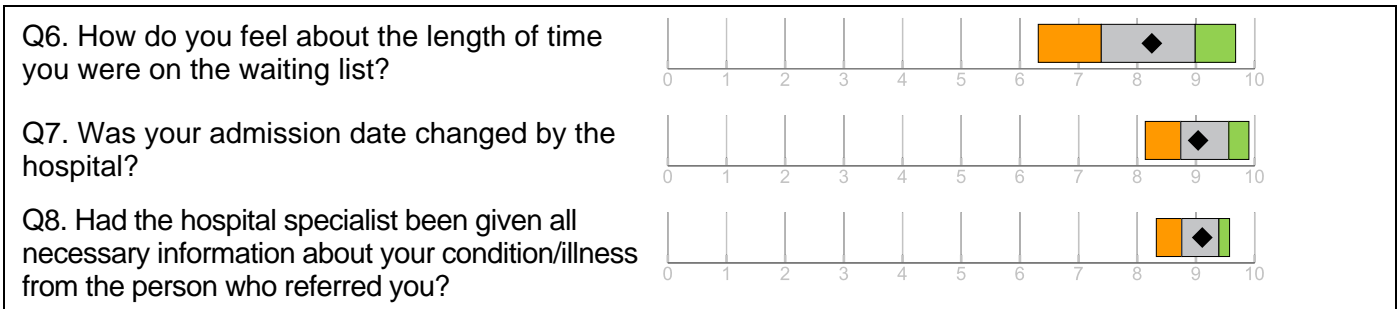 Q6. How do you feel about the length of time
you were on the waiting list?
0 1 2 3 4 5 6 7 8 9 10
Q7. Was your admission date changed by the
hospital?
0 1 2 3 4 5 6 7 8 9 10
Q8. Had the hospital specialist been given all
necessary information about your condition/illness
from the person who referred you?
0 1 2 3 4 5 6 7 8 9 10